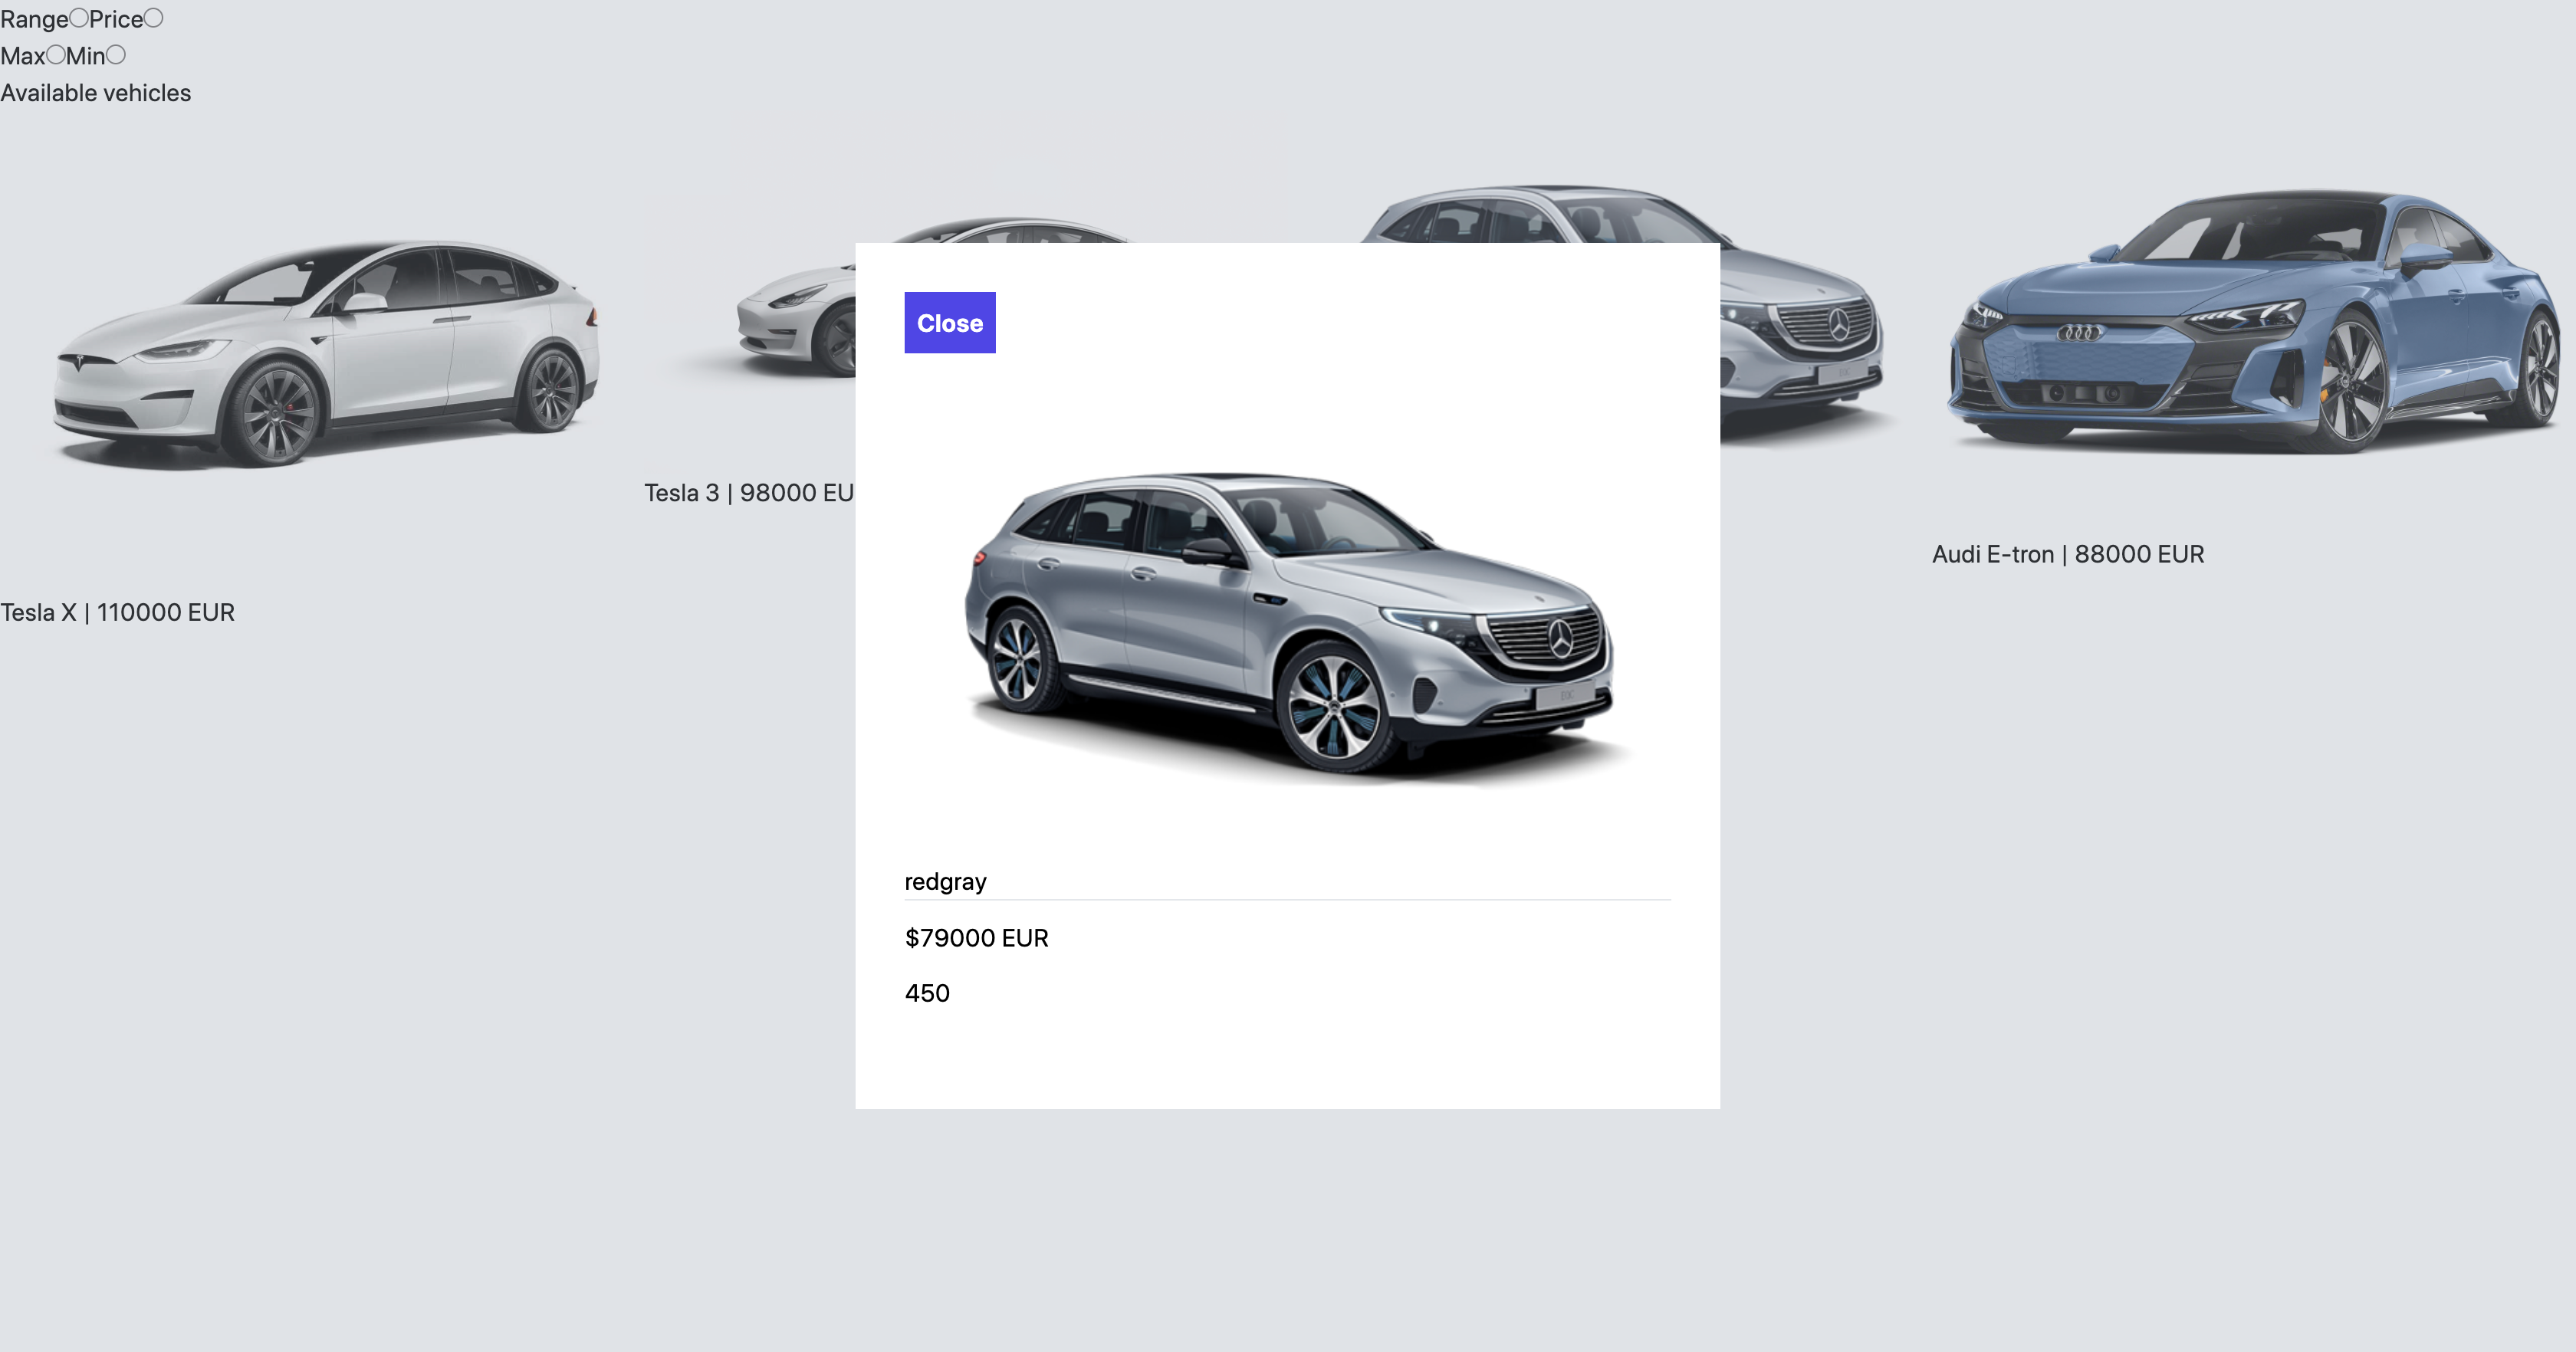 Range Price
Max Min
Available vehicles
Close
Tesla 3 | 98000 EU
Audi E-tron | 88000 EUR
Tesla X | 110000 EUR
redgray
$79000 EUR
450